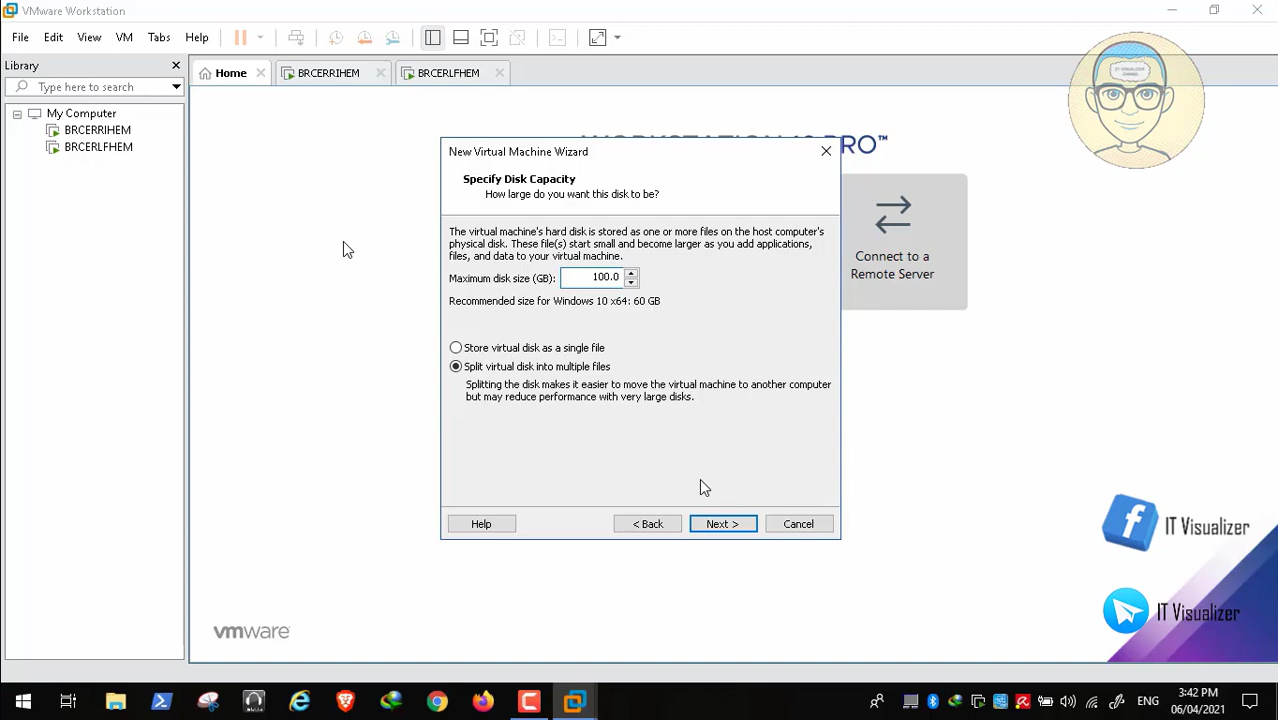 VMware Workstation
File Edit View VM Tabs Help
Library
Type here to search
My Computer
BRCERRIHEM
BRCERLFHEM
Home
BRCERRIHEM
BRCERLFHEM
IT VISUALIZER
CHANNEL
PRO™
Connect to a
Remote Server
New Virtual Machine Wizard
Specify Disk Capacity
How large do you want this disk to be?
The virtual machine's hard disk is stored as one or more files on the host computer's
physical disk. These file(s) start small and become larger as you add applications,
files, and data to your virtual machine.
Maximum disk size (GB): 100.0
Recommended size for Windows 10 x64: 60 GB
Store virtual disk as a single file
Split virtual disk into multiple files
Splitting the disk makes it easier to move the virtual machine to another computer
but may reduce performance with very large disks.
Help
< Back
Next >
Cancel
IT Visualizer
IT Visualizer
vmware
ENG
3:42 PM
06/04/2021